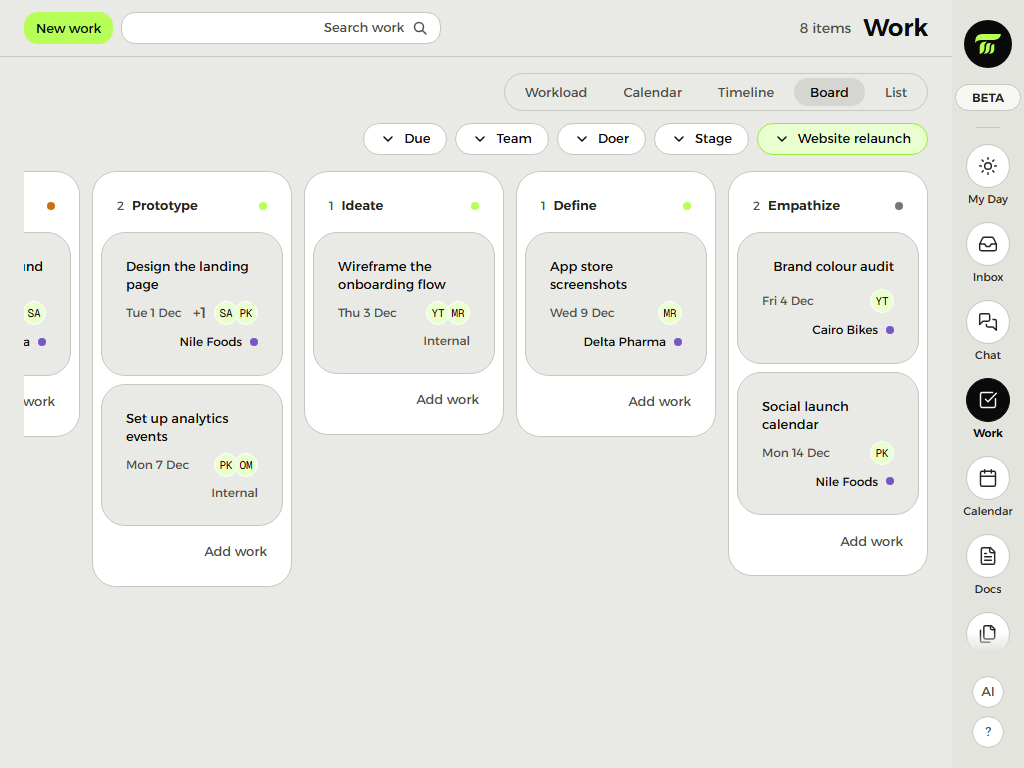 New work
Search work
8 items
Work
Workload
Calendar
Timeline
Board
List
Due
Team
Doer
Stage
Website relaunch
2 Empathize
Brand colour audit
Fri 4 Dec
YT
Cairo Bikes
Social launch
calendar
Mon 14 Dec
PK
Nile Foods
Add work
1 Define
App store
screenshots
Wed 9 Dec
MR
Delta Pharma
Add work
1 Ideate
Wireframe the
onboarding flow
Thu 3 Dec
YT MR
Internal
Add work
2 Prototype
Design the landing
page
Tue 1 Dec +1 SA PK
Nile Foods
Set up analytics
events
Mon 7 Dec
PK OM
Internal
Add work
SA
work
BETA
My Day
Inbox
Chat
Work
Calendar
Docs
AI
?